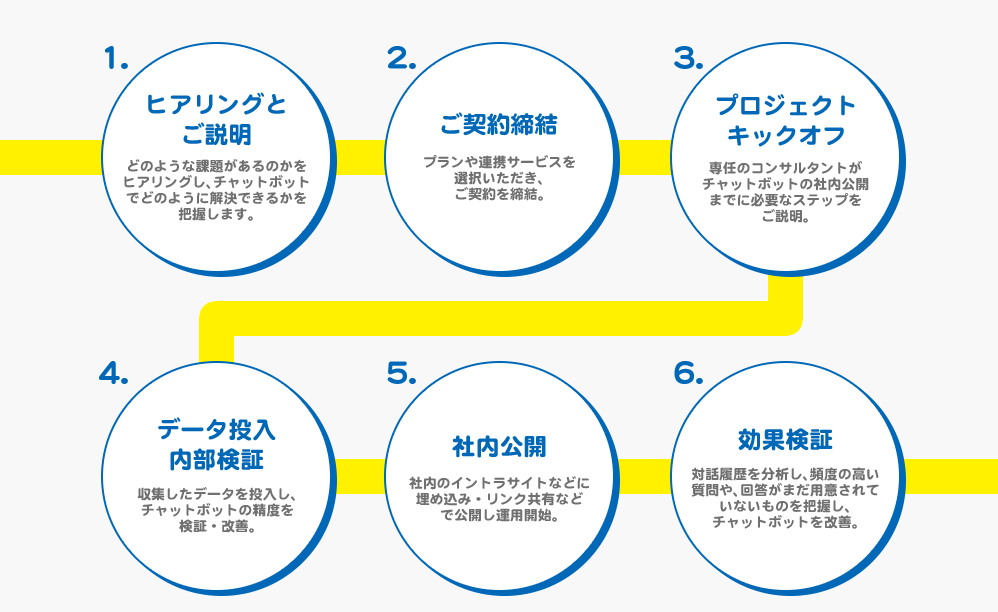 1.
ヒアリングと
ご説明
どのような課題があるのかを
ヒアリングし、チャットボット
でどのように解決できるかを
把握します。
2.
ご契約締結
プランや連携サービスを
選択いただき、
ご契約を締結。
3.
プロジェクト
キックオフ
専任のコンサルタントが
チャットボットの社内公開
までに必要なステップを
ご説明。
4.
データ投入
内部検証
収集したデータを投入し、
チャットボットの精度を
検証・改善。
5.
社内公開
社内のイントラサイトなどに
埋め込み・リンク共有など
で公開し運用開始。
6.
効果検証
対話履歴を分析し、頻度の高い
質問や、回答がまだ用意されて
いないものを把握し、
チャットボットを改善。